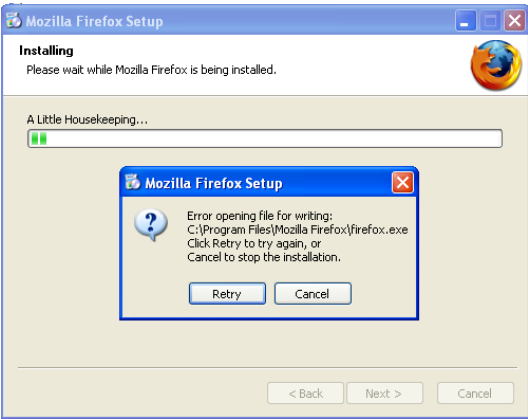 Mozilla Firefox Setup
Installing
Please wait while Mozilla Firefox is being installed.
A Little Housekeeping...
Mozilla Firefox Setup
Error opening file for writing:
C:\Program Files\Mozilla Firefox\firefox.exe
Click Retry to try again, or
Cancel to stop the installation.
Retry Cancel
< Back Next > Cancel